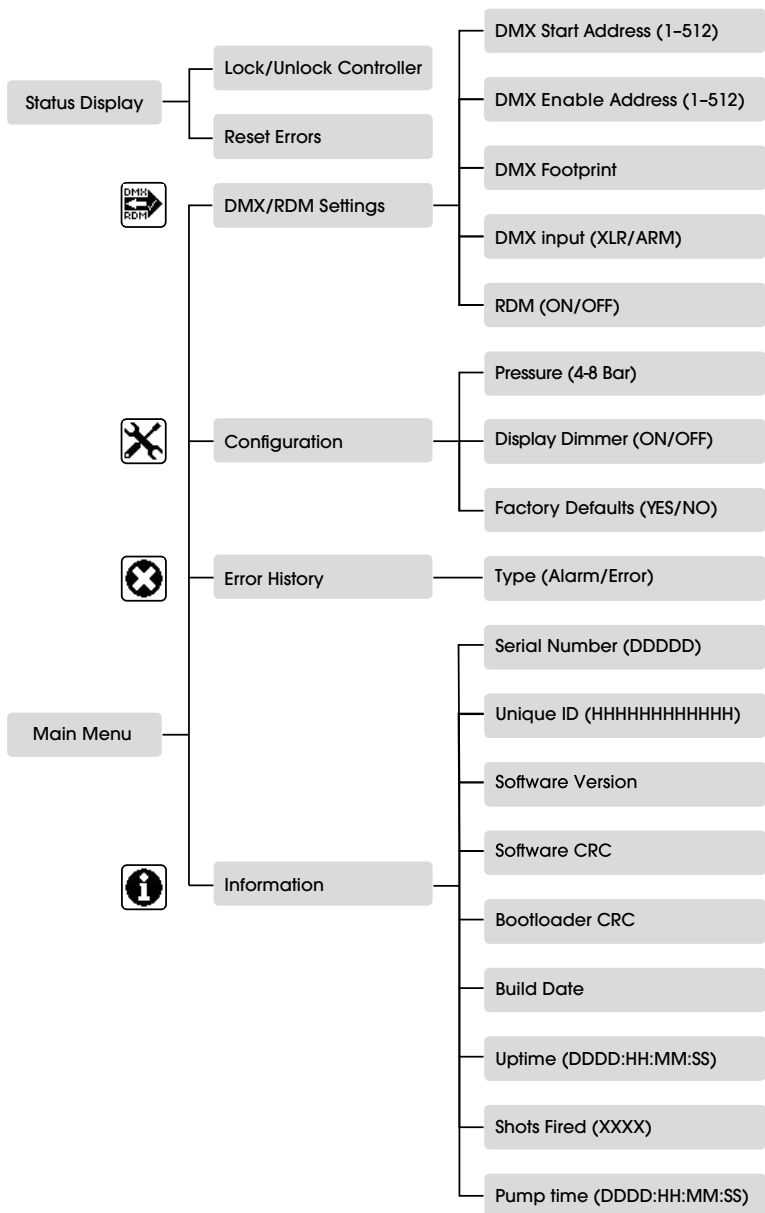 Status Display
Lock/Unlock Controller
Reset Errors
Main Menu
DMX
RDM
DMX/RDM Settings
DMX Start Address (1–512)
DMX Enable Address (1–512)
DMX Footprint
DMX input (XLR/ARM)
RDM (ON/OFF)
Configuration
Pressure (4-8 Bar)
Display Dimmer (ON/OFF)
Factory Defaults (YES/NO)
Error History
Type (Alarm/Error)
Information
Serial Number (DDDDD)
Unique ID (HHHHHHHHHHHH)
Software Version
Software CRC
Bootloader CRC
Build Date
Uptime (DDDD:HH:MM:SS)
Shots Fired (XXXX)
Pump time (DDDD:HH:MM:SS)